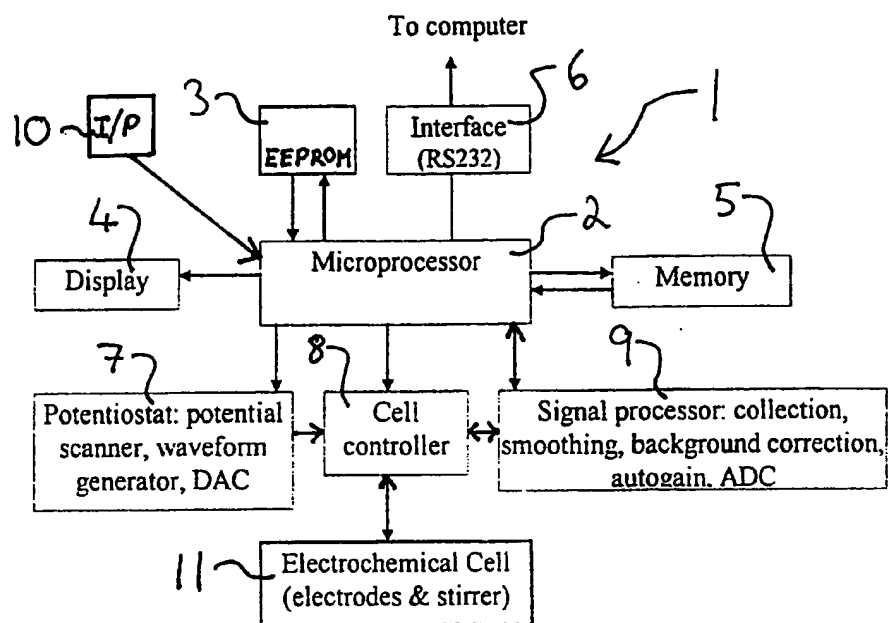 To computer
6
3
1
10
I/P
EEPROM
Interface
(RS232)
4
2
5
Microprocessor
Display
Memory
7
8
9
Potentiostat: potential
scanner, waveform
generator, DAC
Cell
controller
Signal processor: collection,
smoothing, background correction,
autogain, ADC
11
Electrochemical Cell
(electrodes & stirrer)